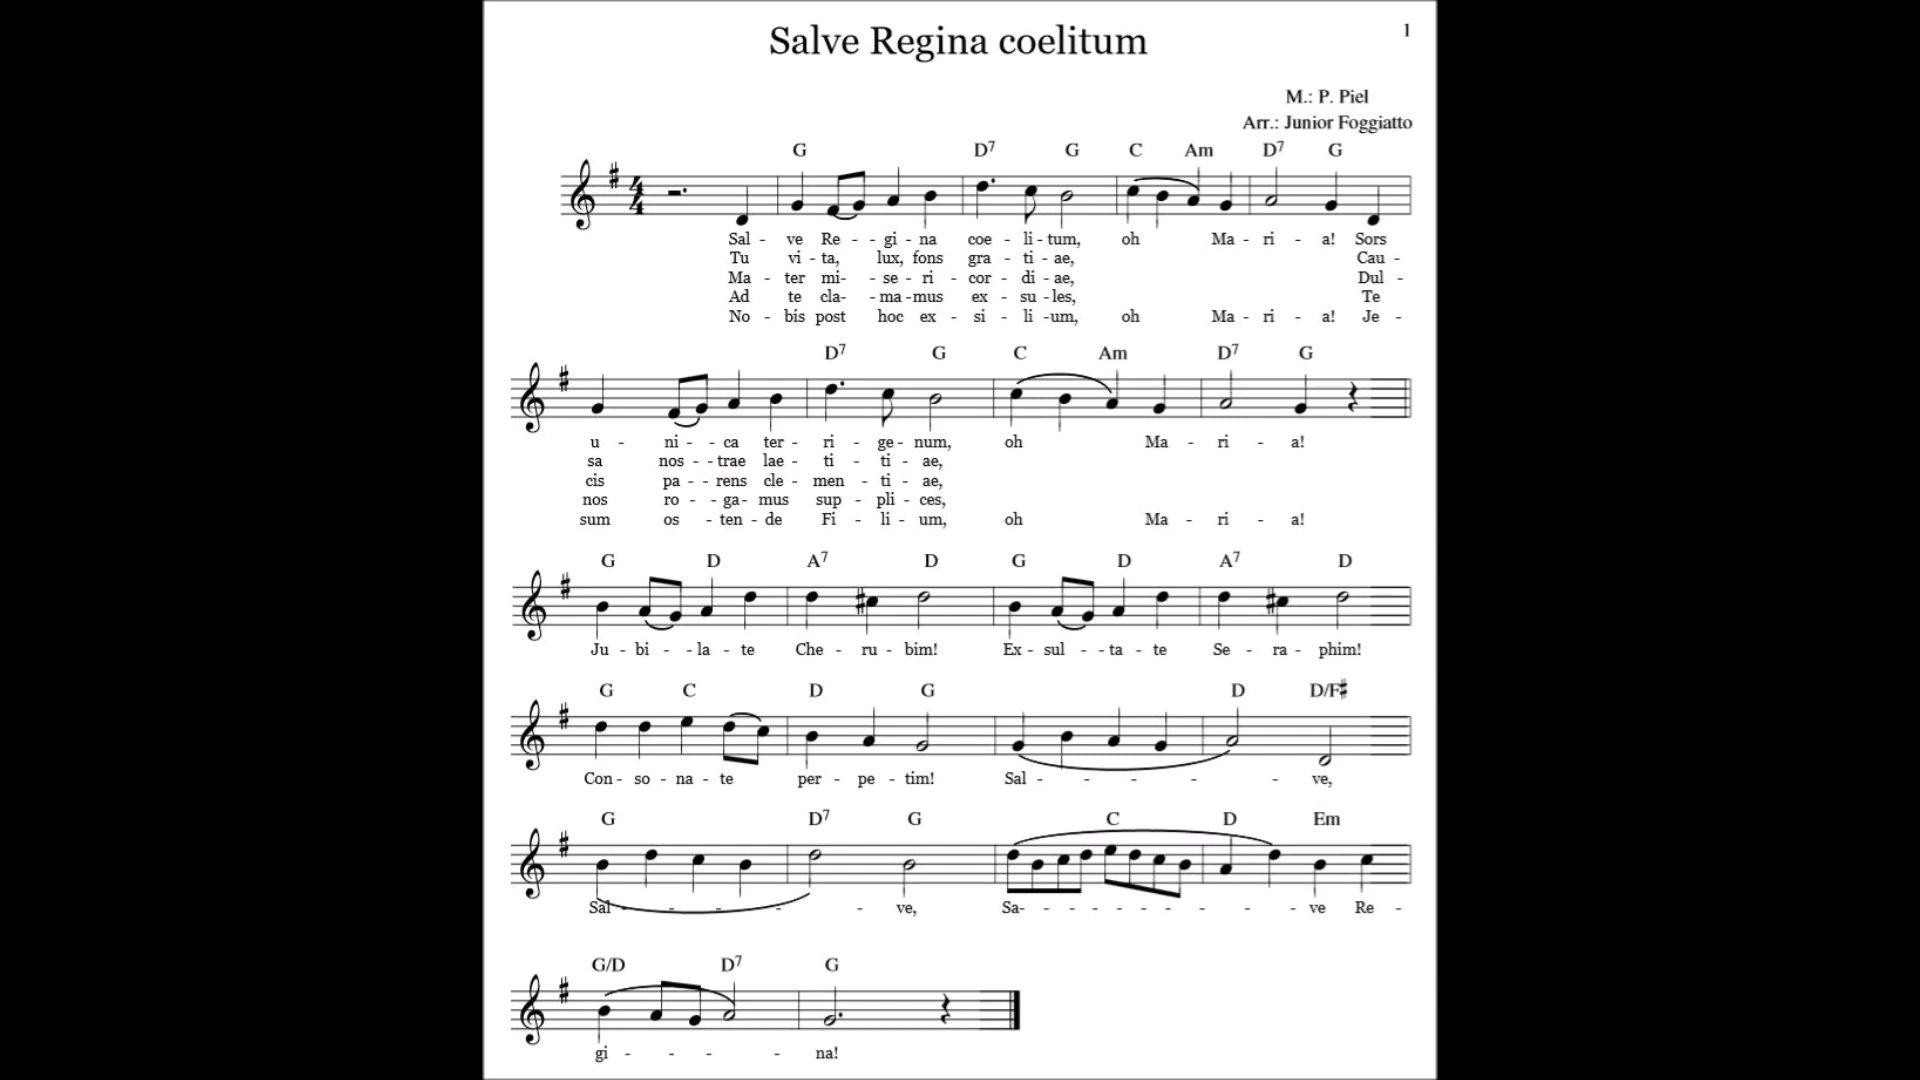 Salve Regina coelitum
1
M.: P. Piel
Arr.: Junior Foggiatto
G D7 G C Am D7 G
4 4
Sal - ve Re - - gi - na coe - li - tum, oh Ma - ri - a! Sors
Tu vi - ta, lux, fons gra - ti - ae, Cau -
Ma - ter mi- - se - ri - cor - di - ae, Dul -
Ad te cla- - ma - mus ex - su - les, Te
No - bis post hoc ex - si - li - um, oh Ma - ri - a! Je -
D7 G C Am D7 G
u - ni - - ca ter - ri - ge - num, oh Ma - ri - a!
sa nos - - trae lae - ti - ti - ae,
cis pa - - rens cle - men - ti - ae,
nos ro - - ga- mus sup - pli - ces,
sum os - ten - de Fi - li - um, oh Ma - ri - a!
G D A7 D G D A7 D
Ju - bi - - la - te Che - ru - bim! Ex - sul - - ta - te Se - ra - phim!
G C D G D D/F♯
Con - so - na - te per - pe - tim! Sal - - - - - ve,
G D7 G C D Em
Sal - - - - - ve, Sa- - - - - - - - - - ve Re -
G/D D7 G
gi - - - - na!